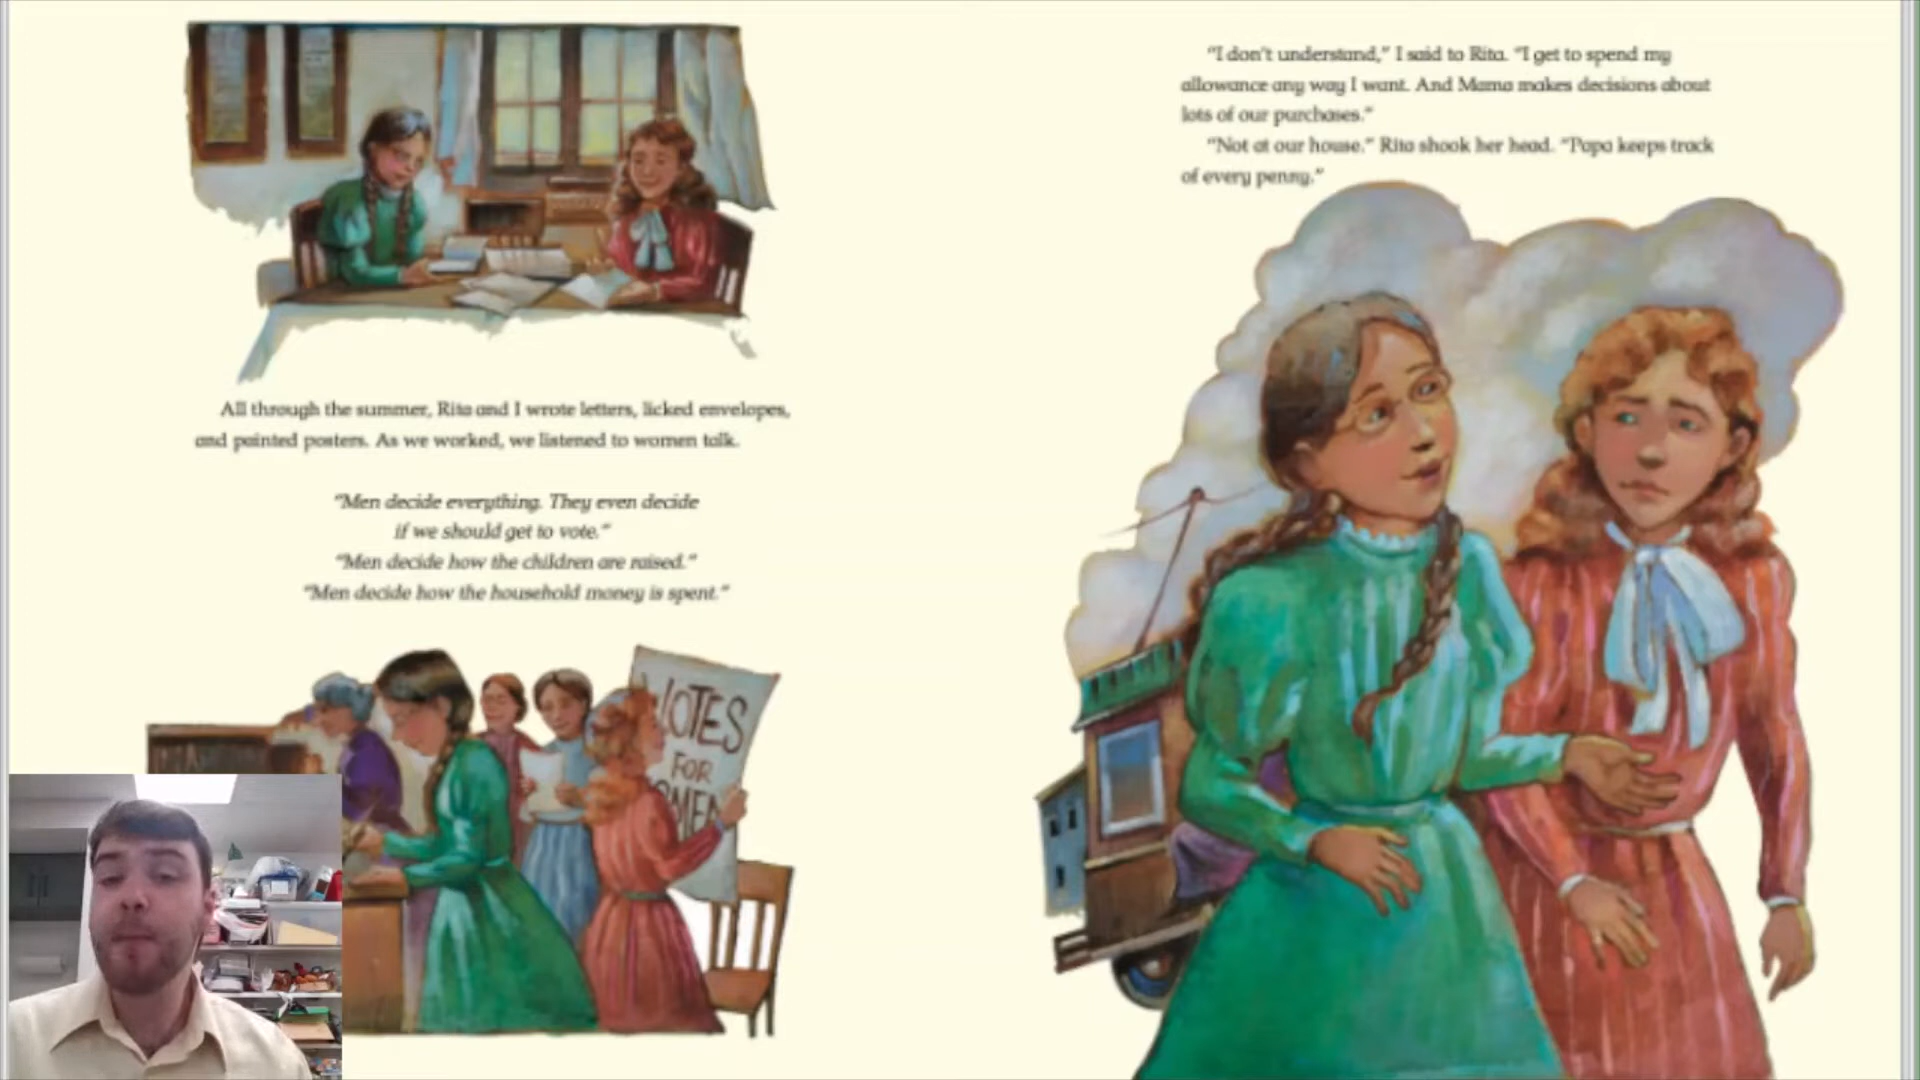 All through the summer, Rita and I wrote letters, licked envelopes,
and painted posters. As we worked, we listened to women talk.
"Men decide everything. They even decide
if we should get to vote."
"Men decide how the children are raised."
"Men decide how the household money is spent."
VOTES
FOR
"I don't understand," I said to Rita. "I get to spend my
allowance any way I want. And Mama makes decisions about
lots of our purchases."
"Not at our house." Rita shook her head. "Papa keeps track
of every penny."